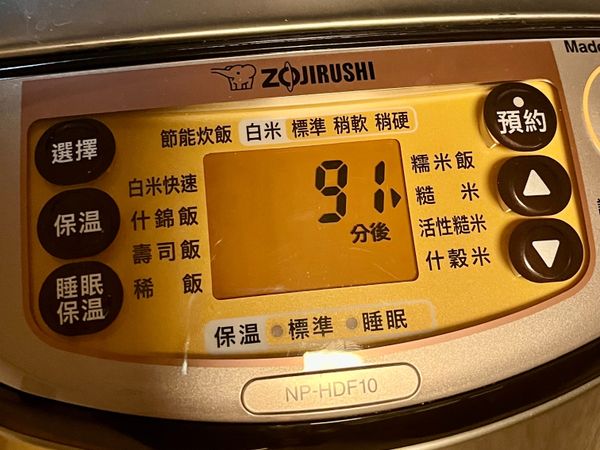 ZOJIRUSHI
Made
選擇
節能炊飯 白米 標準 稍軟 稍硬
預約
白米快速
什錦飯
壽司飯
稀 飯
91
分後
糯米飯
糙 米
活性糙米
什穀米
保溫
睡眠
保溫
保溫 標準 睡眠
NP-HDF10